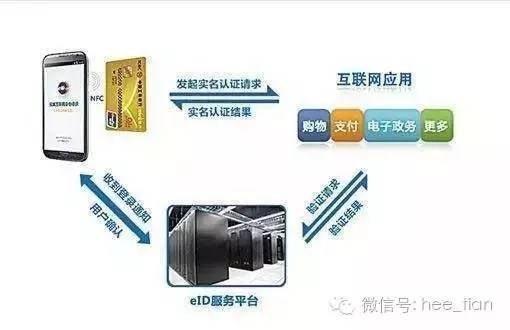 NFC
发起实名认证请求
实名认证结果
互联网应用
购物 支付 电子政务 更多
收到登录通知
用户确认
验证请求
验证结果
eID服务平台
微信号: hee_tian